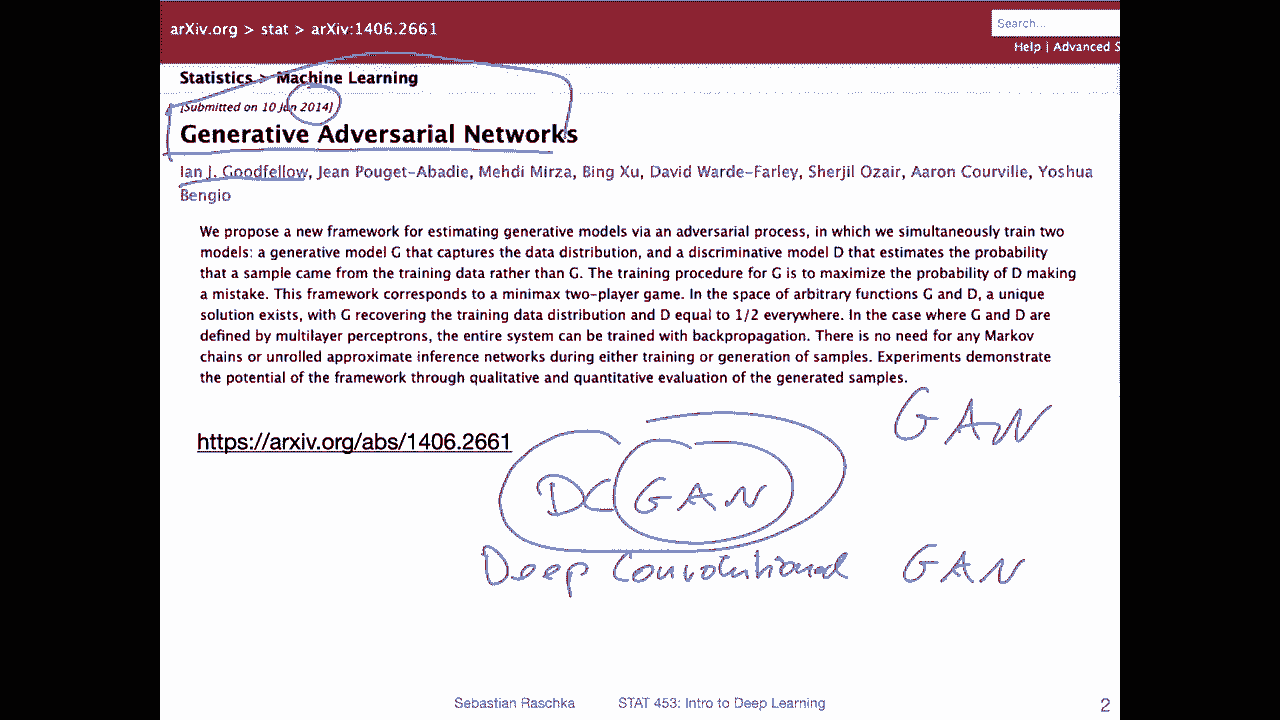 arXiv.org > stat > arXiv:1406.2661
Search...
Help | Advanced S
Statistics > Machine Learning
[Submitted on 10 Jun 2014]
Generative Adversarial Networks
Ian J. Goodfellow, Jean Pouget-Abadie, Mehdi Mirza, Bing Xu, David Warde-Farley, Sherjil Ozair, Aaron Courville, Yoshua
Bengio
We propose a new framework for estimating generative models via an adversarial process, in which we simultaneously train two
models: a generative model G that captures the data distribution, and a discriminative model D that estimates the probability
that a sample came from the training data rather than G. The training procedure for G is to maximize the probability of D making
a mistake. This framework corresponds to a minimax two-player game. In the space of arbitrary functions G and D, a unique
solution exists, with G recovering the training data distribution and D equal to 1/2 everywhere. In the case where G and D are
defined by multilayer perceptrons, the entire system can be trained with backpropagation. There is no need for any Markov
chains or unrolled approximate inference networks during either training or generation of samples. Experiments demonstrate
the potential of the framework through qualitative and quantitative evaluation of the generated samples.
GAN
https://arxiv.org/abs/1406.2661
DC GAN
Deep Convolutional GAN
Sebastian Raschka STAT 453: Intro to Deep Learning 2